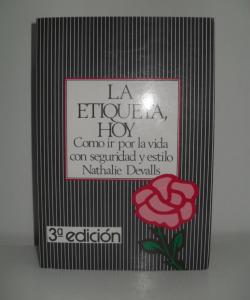 LA
ETIQUETA,
HOY
Como ir por la vida
con seguridad y estilo
Nathalie Devalls
3ª edición